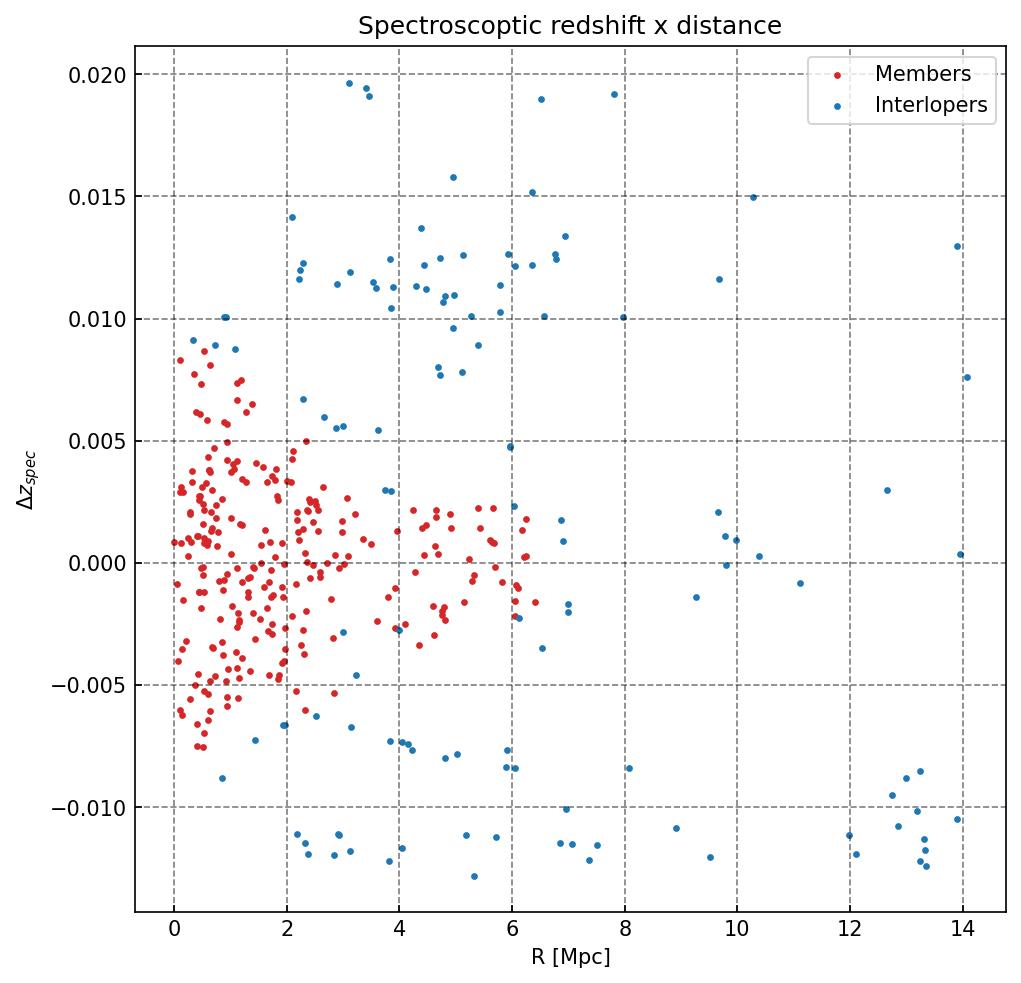 Spectroscoptic redshift x distance
Members
Interlopers
0.020
0.015
0.010
0.005
0.000
−0.005
−0.010
Δz_spec
0 2 4 6 8 10 12 14
R [Mpc]